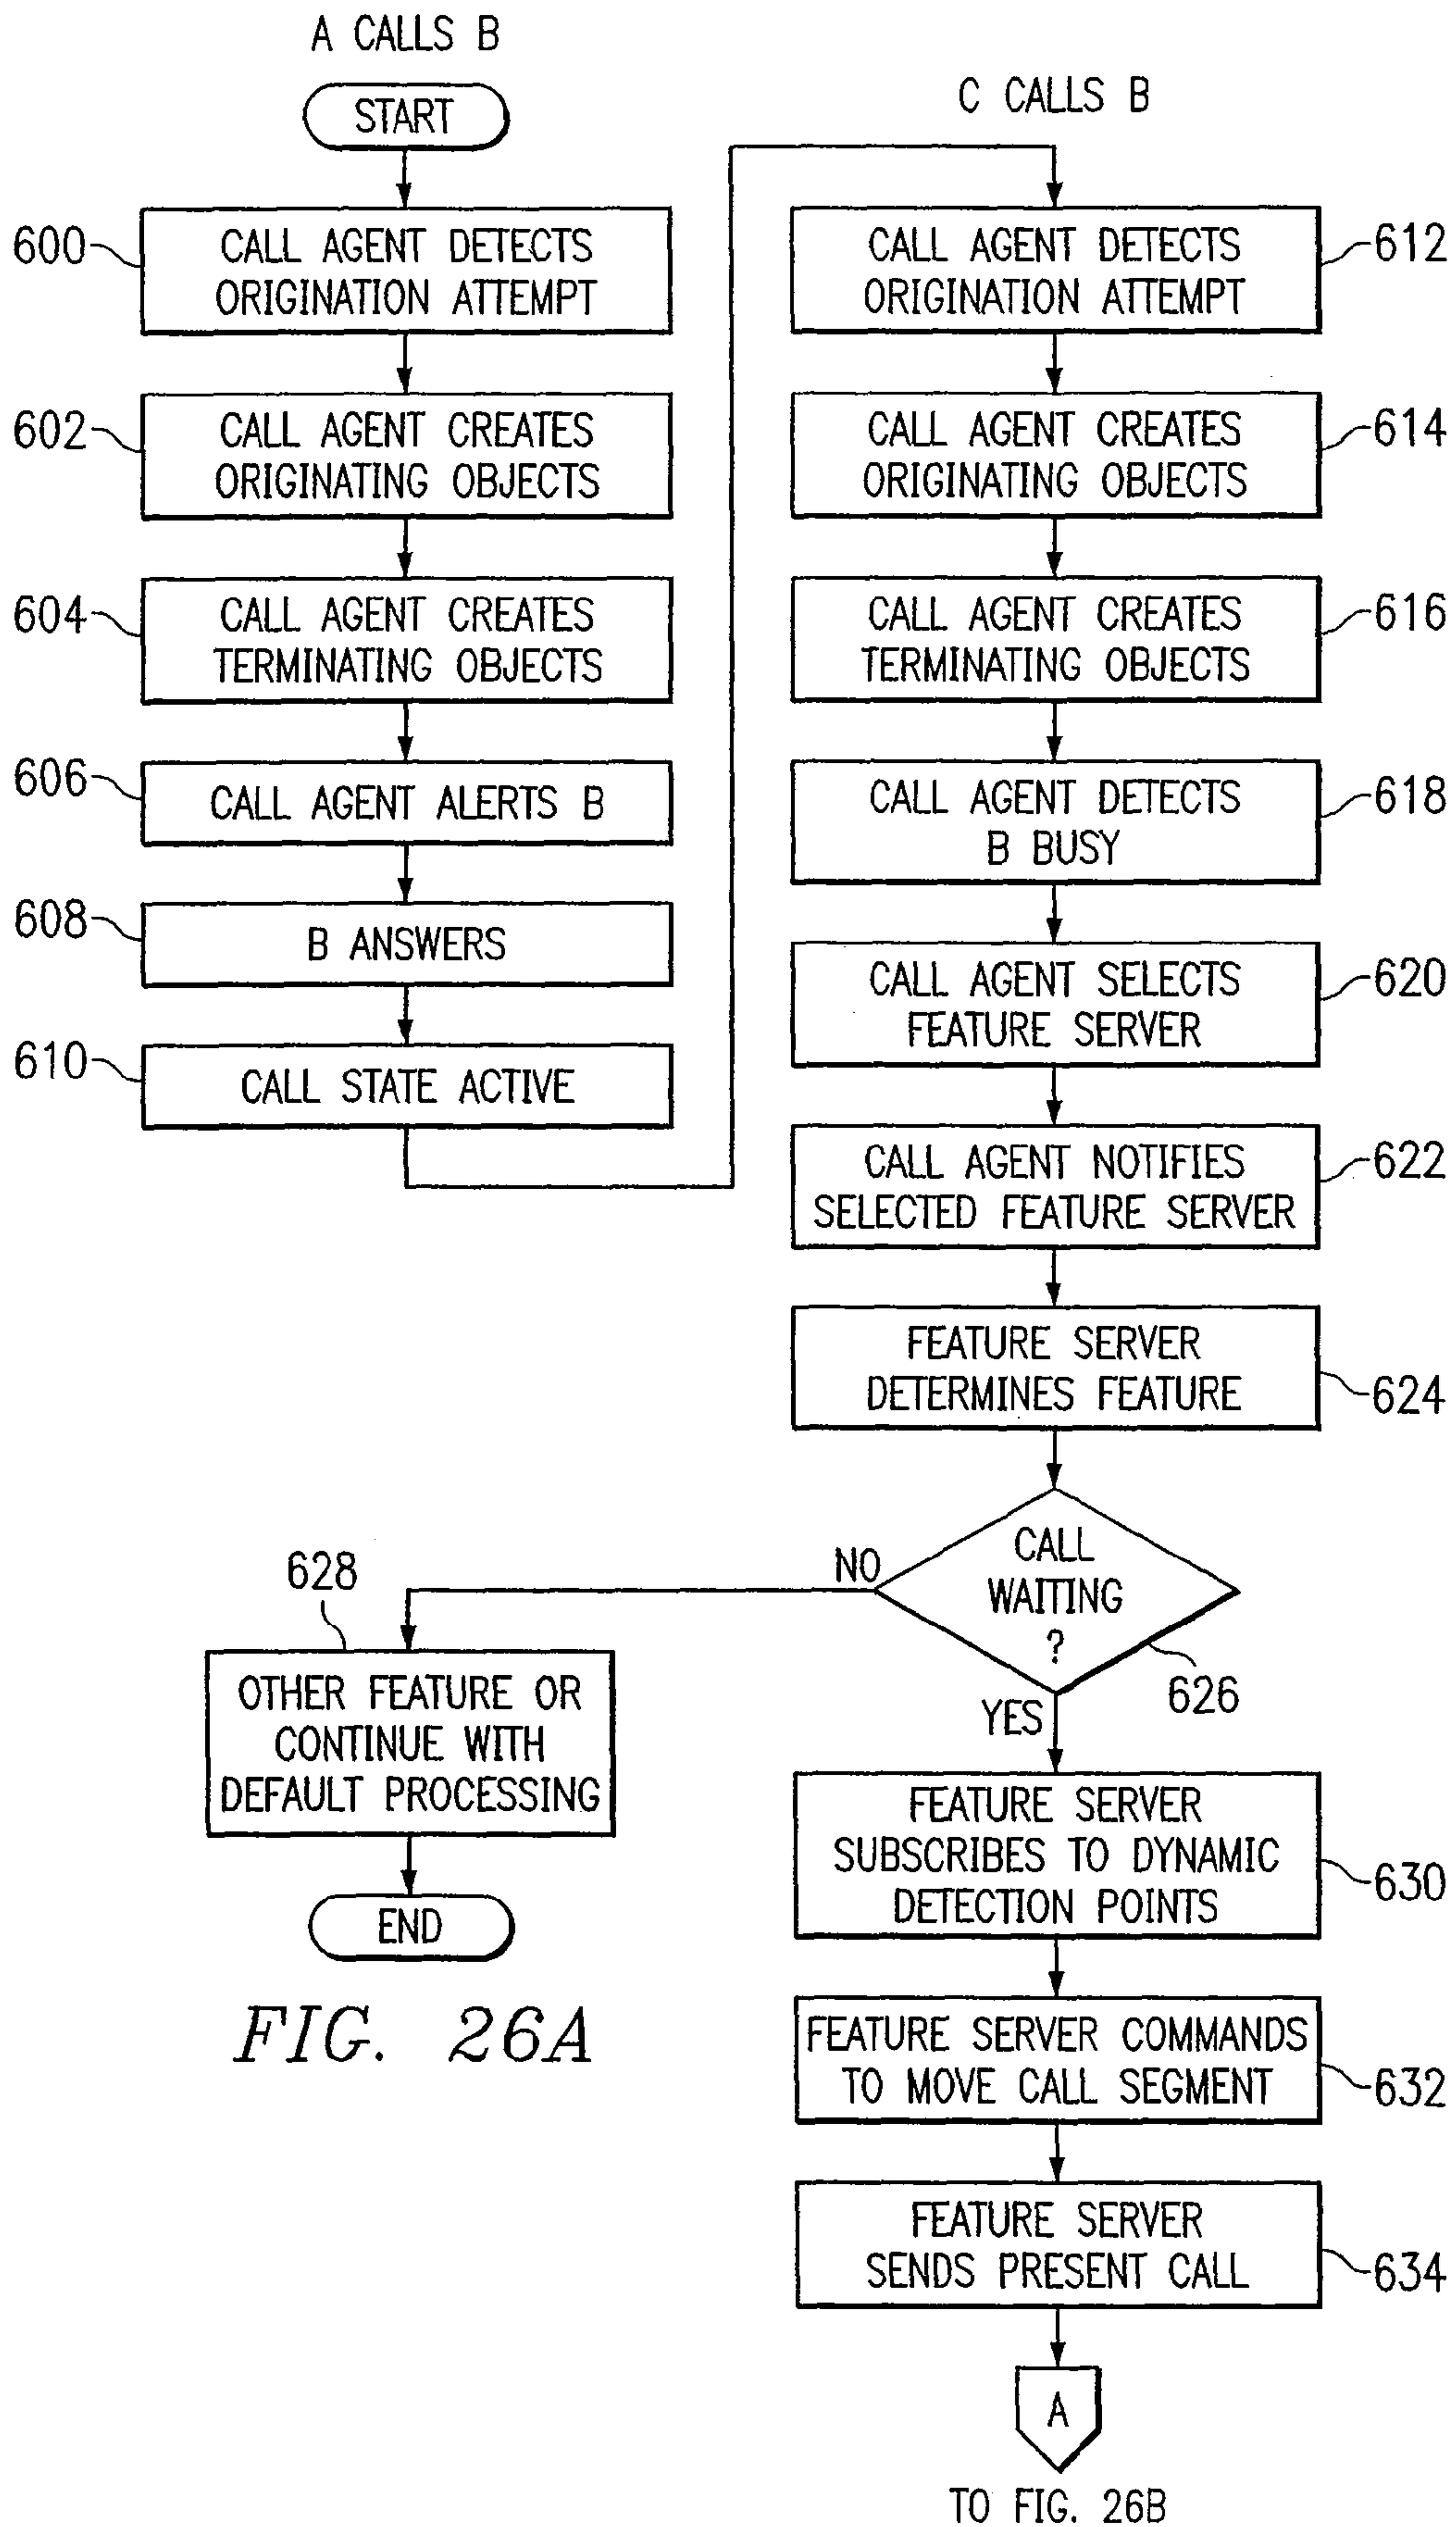 A CALLS B
START
600
CALL AGENT DETECTS
ORIGINATION ATTEMPT
602
CALL AGENT CREATES
ORIGINATING OBJECTS
604
CALL AGENT CREATES
TERMINATING OBJECTS
606
CALL AGENT ALERTS B
608
B ANSWERS
610
CALL STATE ACTIVE
C CALLS B
CALL AGENT DETECTS
ORIGINATION ATTEMPT
612
CALL AGENT CREATES
ORIGINATING OBJECTS
614
CALL AGENT CREATES
TERMINATING OBJECTS
616
CALL AGENT DETECTS
B BUSY
618
CALL AGENT SELECTS
FEATURE SERVER
620
CALL AGENT NOTIFIES
SELECTED FEATURE SERVER
622
FEATURE SERVER
DETERMINES FEATURE
624
CALL
WAITING
?
626
NO
628
OTHER FEATURE OR
CONTINUE WITH
DEFAULT PROCESSING
END
YES
FEATURE SERVER
SUBSCRIBES TO DYNAMIC
DETECTION POINTS
630
FEATURE SERVER COMMANDS
TO MOVE CALL SEGMENT
632
FEATURE SERVER
SENDS PRESENT CALL
634
A
TO FIG. 26B
FIG. 26A